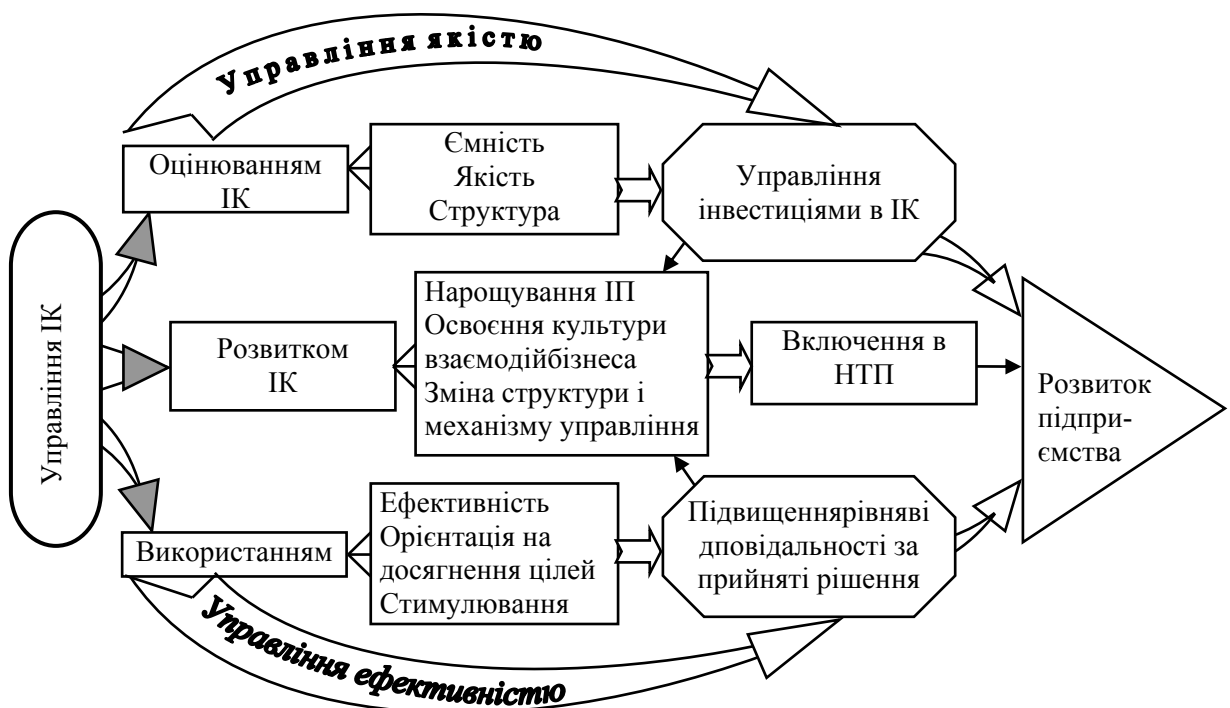 Управління якістю
Оцінюванням
ІК
Ємність
Якість
Структура
Управління
інвестиціями в ІК
Управління ІК
Розвитком
ІК
Нарощування ІП
Освоєння культури
взаємодійбізнеса
Зміна структури і
механізму управління
Включення в
НТП
Розвиток
підпри-
ємства
Використанням
Ефективність
Орієнтація на
досягнення цілей
Стимулювання
Підвищеннярівняві
дповідальності за
прийняті рішення
Управління ефективністю